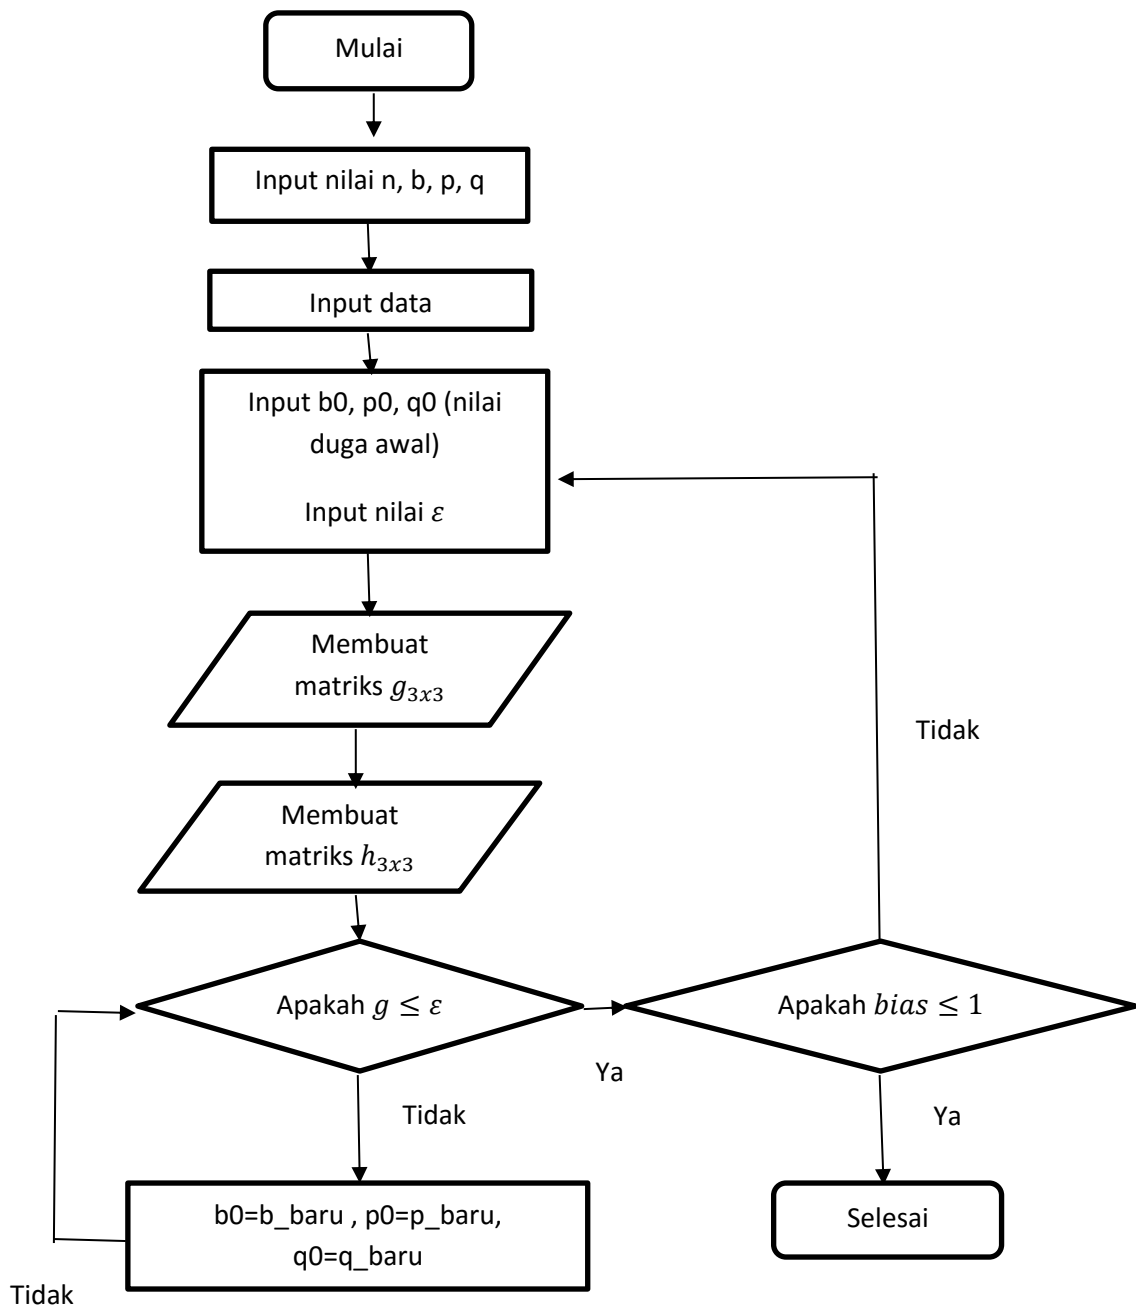 Mulai
Input nilai n, b, p, q
Input data
Input b0, p0, q0 (nilai
duga awal)
Input nilai ε
Membuat
matriks g₃ₓ₃
Tidak
Membuat
matriks h₃ₓ₃
Apakah g ≤ ε
Apakah bias ≤ 1
Ya
Tidak
Ya
b0=b_baru , p0=p_baru,
q0=q_baru
Selesai
Tidak